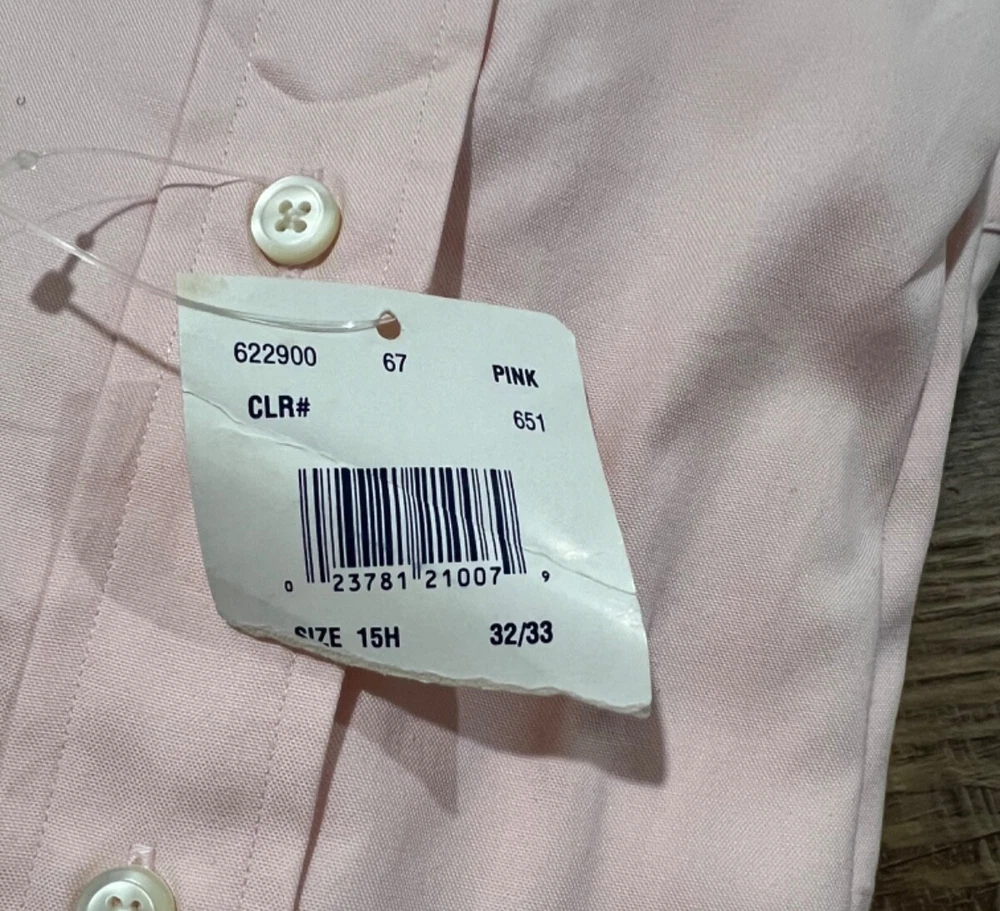 622900 67 PINK
CLR# 651
0 23781 21007 9
SIZE 15H 32/33